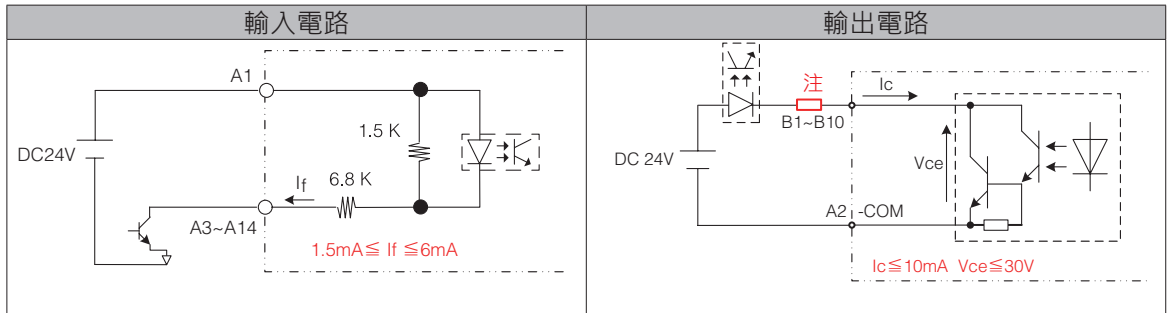 輸入電路
輸出電路
A1
1.5 K
DC24V
6.8 K
If
A3~A14
1.5mA≦ If ≦6mA
注
Ic
B1~B10
DC 24V
Vce
A2 -COM
Ic≦10mA Vce≦30V